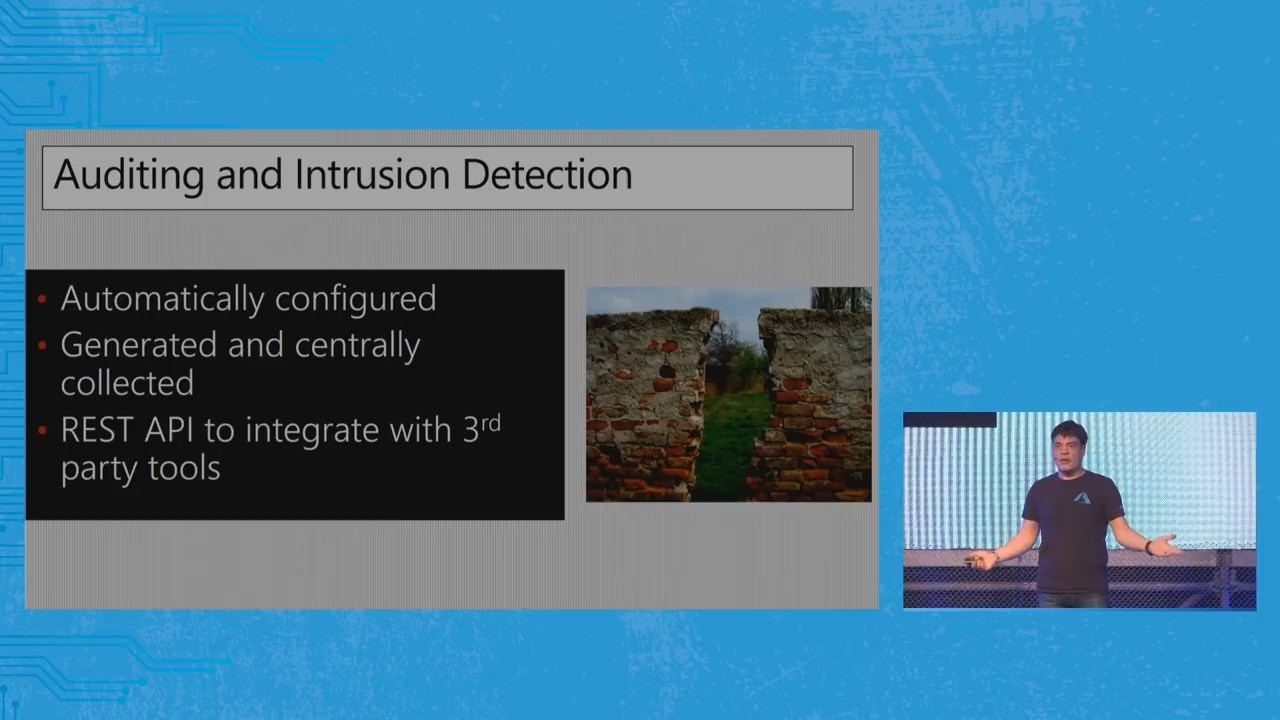 Auditing and Intrusion Detection
• Automatically configured
• Generated and centrally
collected
• REST API to integrate with 3rd
party tools